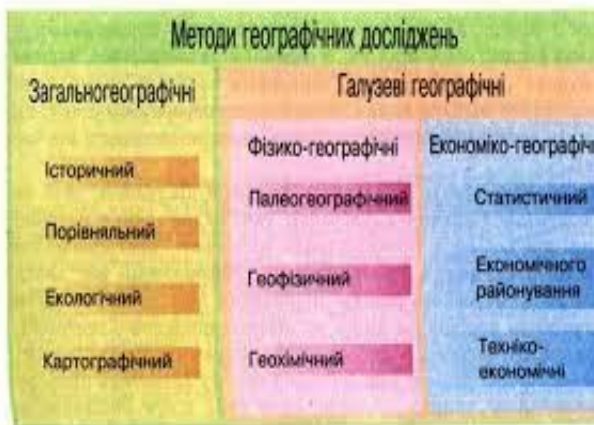 Методи географічних досліджень
Загальногеографічні
Історичний
Порівняльний
Екологічний
Картографічний
Галузеві географічні
Фізико-географічні
Палеогеографічний
Геофізичний
Геохімічний
Економіко-географічн
Статистичний
Економічного
районування
Техніко-
економічні